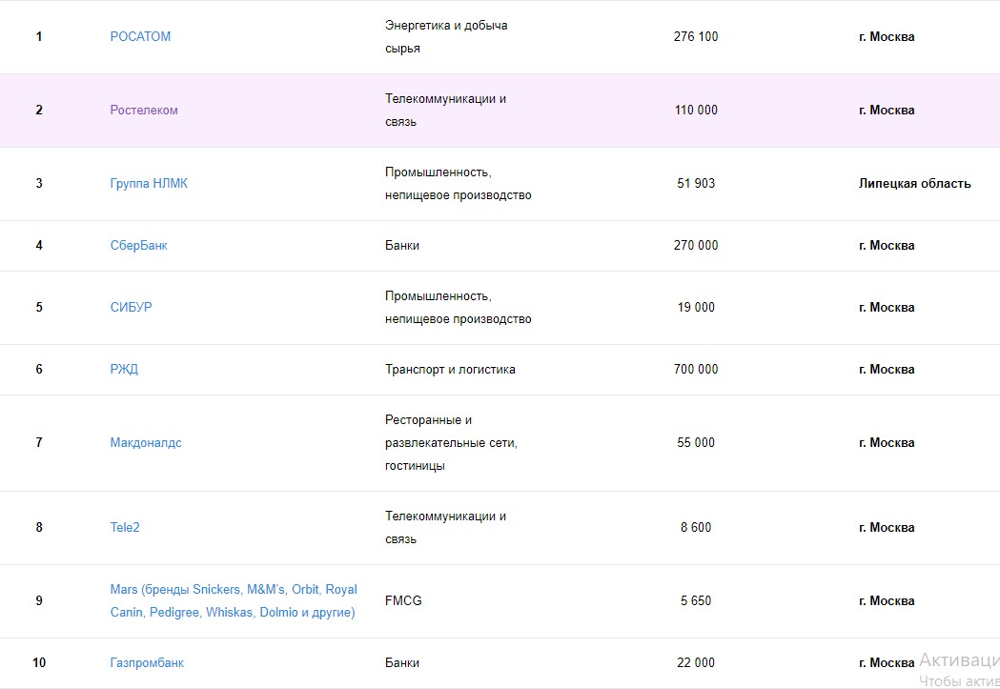 1 РОСАТОМ Энергетика и добыча сырья 276 100 г. Москва
2 Ростелеком Телекоммуникации и связь 110 000 г. Москва
3 Группа НЛМК Промышленность, непищевое производство 51 903 Липецкая область
4 СберБанк Банки 270 000 г. Москва
5 СИБУР Промышленность, непищевое производство 19 000 г. Москва
6 РЖД Транспорт и логистика 700 000 г. Москва
7 Макдоналдс Ресторанные и развлекательные сети, гостиницы 55 000 г. Москва
8 Tele2 Телекоммуникации и связь 8 600 г. Москва
9 Mars (бренды Snickers, M&M's, Orbit, Royal Canin, Pedigree, Whiskas, Dolmio и другие) FMCG 5 650 г. Москва
10 Газпромбанк Банки 22 000 г. Москва
Активаци
Чтобы актив